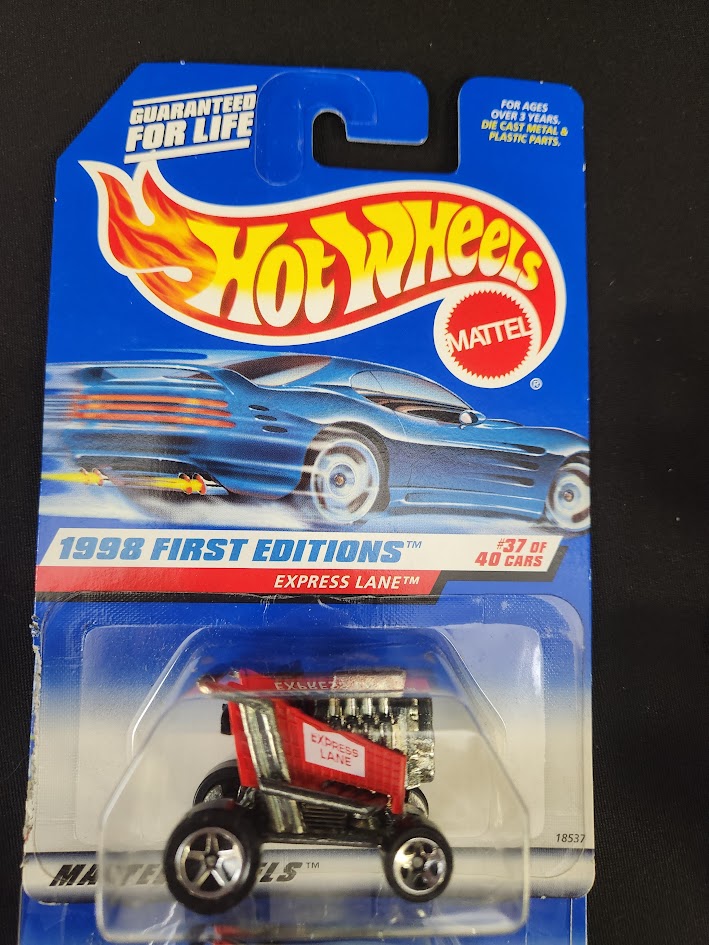 GUARANTEED
FOR LIFE
FOR AGES
OVER 3 YEARS.
DIE CAST METAL &
PLASTIC PARTS.
Hot Wheels
MATTEL
®
1998 FIRST EDITIONS™
#37 OF
40 CARS
EXPRESS LANE™
EXPRESS
LANE
18537